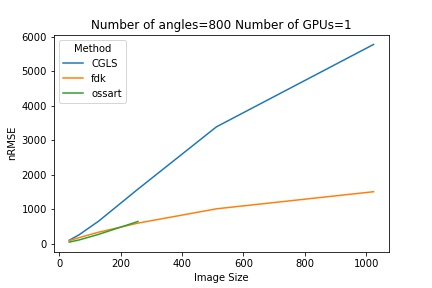 Number of angles=800 Number of GPUs=1
6000
5000
4000
3000
2000
1000
0
nRMSE
Method
CGLS
fdk
ossart
0 200 400 600 800 1000
Image Size